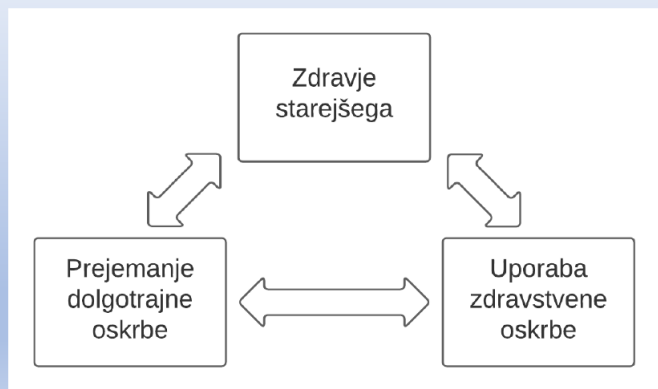 Zdravje
starejšega
Prejemanje
dolgotrajne
oskrbe
Uporaba
zdravstvene
oskrbe